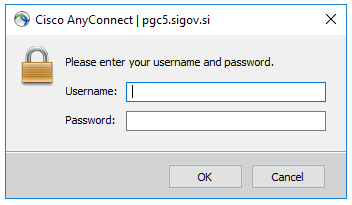 Cisco AnyConnect | pgc5.sigov.si
Please enter your username and password.
Username:
Password:
OK
Cancel